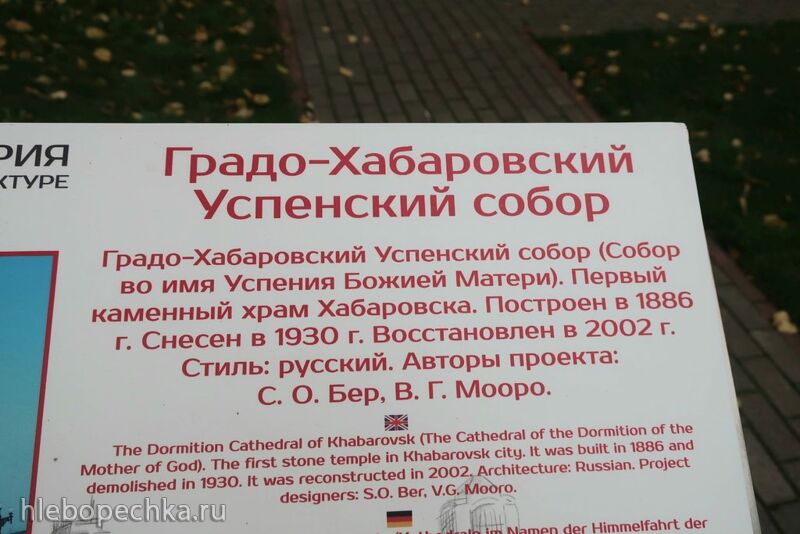 РИЯ
КТУРЕ
Градо-Хабаровский
Успенский собор
Градо-Хабаровский Успенский собор (Собор
во имя Успения Божией Матери). Первый
каменный храм Хабаровска. Построен в 1886
г. Снесен в 1930 г. Восстановлен в 2002 г.
Стиль: русский. Авторы проекта:
С. О. Бер, В. Г. Мооро.
The Dormition Cathedral of Khabarovsk (The Cathedral of the Dormition of the
Mother of God). The first stone temple in Khabarovsk city. It was built in 1886 and
demolished in 1930. It was reconstructed in 2002. Architecture: Russian. Project
designers: S.O. Ber, V.G. Mooro.
im Namen der Himmelfahrt der
hlebopechka.ru